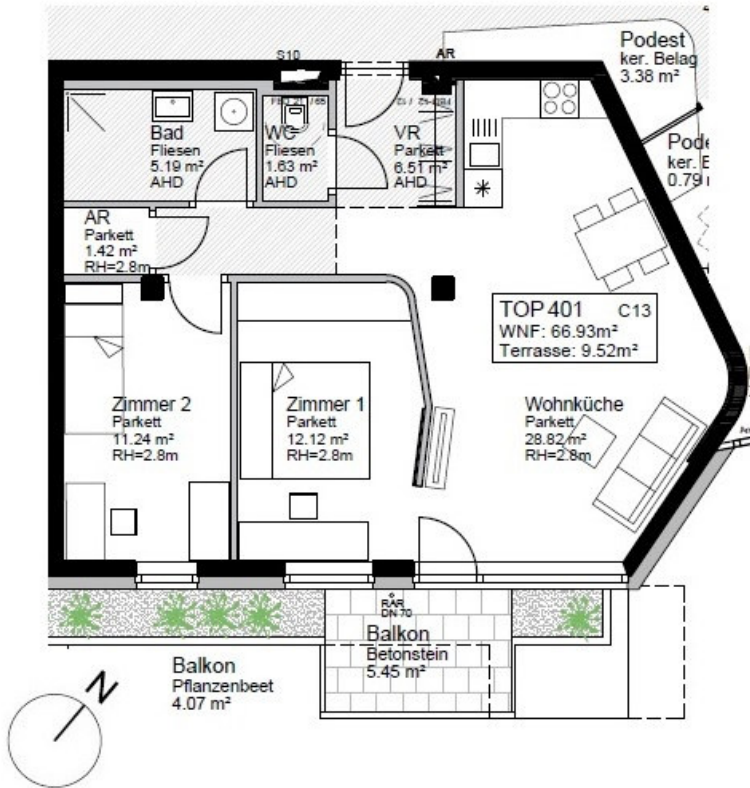 Podest
ker. Belag
3.38 m²
S10
AR
Bad
Fliesen
5.19 m²
AHD
WC
Fliesen
1.63 m²
AHD
VR
Parkett
6.51 m²
AHD
ker.
0.79
AR
Parkett
1.42 m²
RH=2.8m
TOP 401 C13
WNF: 66.93m²
Terrasse: 9.52m²
Zimmer 2
Parkett
11.24 m²
RH=2.8m
Zimmer 1
Parkett
12.12 m²
RH=2.8m
Wohnküche
Parkett
28.82 m²
RH=2.8m
RAR
DN 70
Balkon
Betonstein
5.45 m²
Balkon
Pflanzenbeet
4.07 m²
N